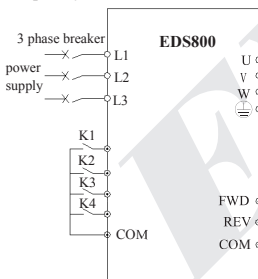 3 phase breaker
EDS800
L1
U
power
L2
V
supply
W
L3
K1
K2
K3
K4
FWD
REV
COM
COM